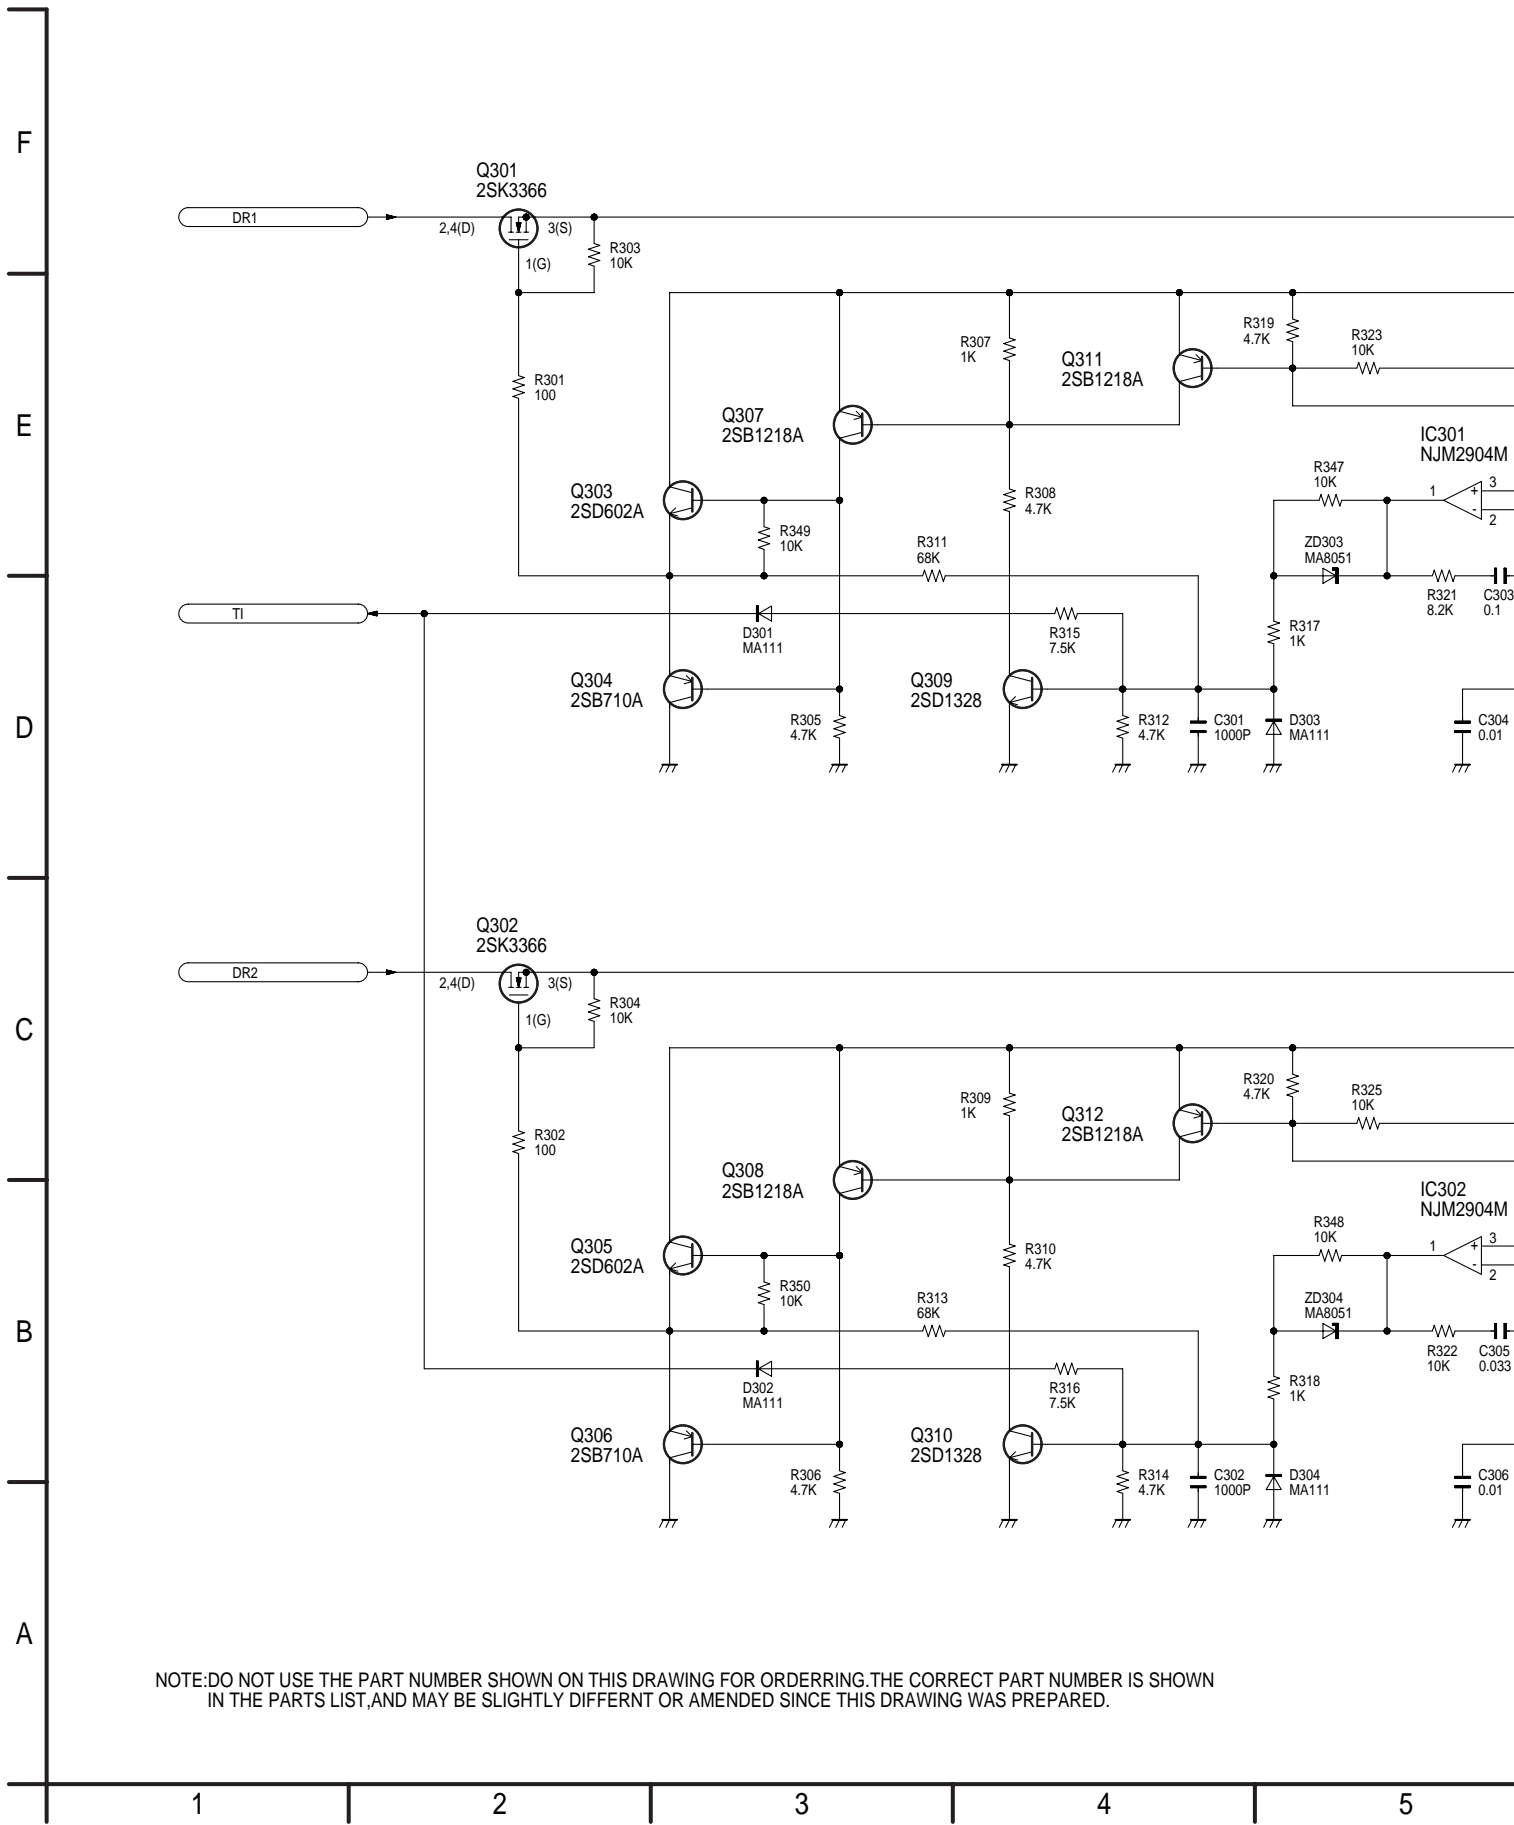 F
Q301
2SK3366
DR1
2,4(D)
3(S)
1(G)
R303
10K
R301
100
E
R307
1K
Q311
2SB1218A
R319
4.7K
R323
10K
Q307
2SB1218A
IC301
NJM2904M
R347
10K
1
3
+
-
2
Q303
2SD602A
R308
4.7K
R349
10K
R311
68K
ZD303
MA8051
R321
8.2K
C303
0.1
TI
D301
MA111
R315
7.5K
R317
1K
Q304
2SB710A
Q309
2SD1328
D
R305
4.7K
R312
4.7K
C301
1000P
D303
MA111
C304
0.01
Q302
2SK3366
DR2
2,4(D)
3(S)
1(G)
R304
10K
C
R302
100
R309
1K
Q312
2SB1218A
R320
4.7K
R325
10K
Q308
2SB1218A
IC302
NJM2904M
R348
10K
1
3
+
-
2
Q305
2SD602A
R310
4.7K
R350
10K
R313
68K
ZD304
MA8051
B
R322
10K
C305
0.033
D302
MA111
R316
7.5K
R318
1K
Q306
2SB710A
Q310
2SD1328
R306
4.7K
R314
4.7K
C302
1000P
D304
MA111
C306
0.01
A
NOTE:DO NOT USE THE PART NUMBER SHOWN ON THIS DRAWING FOR ORDERRING.THE CORRECT PART NUMBER IS SHOWN
IN THE PARTS LIST,AND MAY BE SLIGHTLY DIFFERNT OR AMENDED SINCE THIS DRAWING WAS PREPARED.
1
2
3
4
5